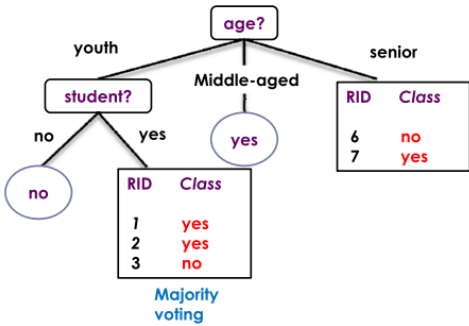 age?
youth
Middle-aged
senior
student?
yes
RID Class
6 no
7 yes
no
yes
no
RID Class
1 yes
2 yes
3 no
Majority
voting